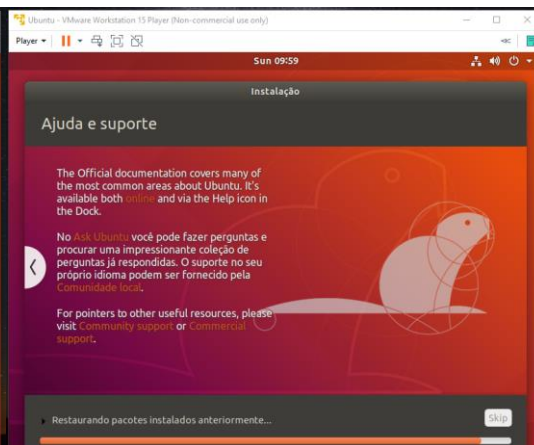 Ubuntu - VMware Workstation 15 Player (Non-commercial use only)
Player
Sun 09:59
Instalação
Ajuda e suporte
The Official documentation covers many of
the most common areas about Ubuntu. It's
available both online and via the Help icon in
the Dock.
No Ask Ubuntu você pode fazer perguntas e
procurar uma impressionante coleção de
perguntas já respondidas. O suporte no seu
próprio idioma podem ser fornecido pela
Comunidade local.
For pointers to other useful resources, please
visit Community support or Commercial
support.
Restaurando pacotes instalados anteriormente...
Skip